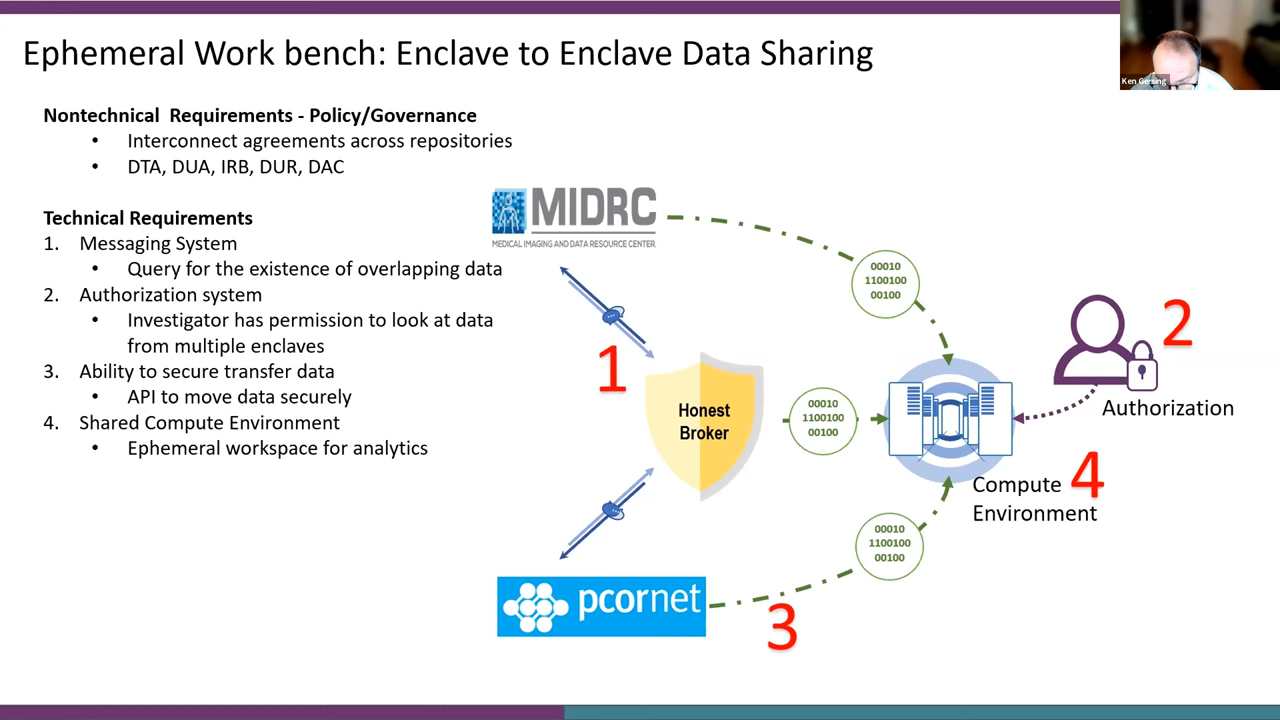 Ephemeral Work bench: Enclave to Enclave Data Sharing
Ken Gersing
Nontechnical Requirements - Policy/Governance
• Interconnect agreements across repositories
• DTA, DUA, IRB, DUR, DAC
Technical Requirements
1. Messaging System
• Query for the existence of overlapping data
2. Authorization system
• Investigator has permission to look at data
from multiple enclaves
3. Ability to secure transfer data
• API to move data securely
4. Shared Compute Environment
• Ephemeral workspace for analytics
MIDRC
MEDICAL IMAGING AND DATA RESOURCE CENTER.
00010
1100100
00100
1
2
Honest
Broker
00010
1100100
00100
Authorization
Compute
Environment
4
00010
1100100
00100
pcornet
3